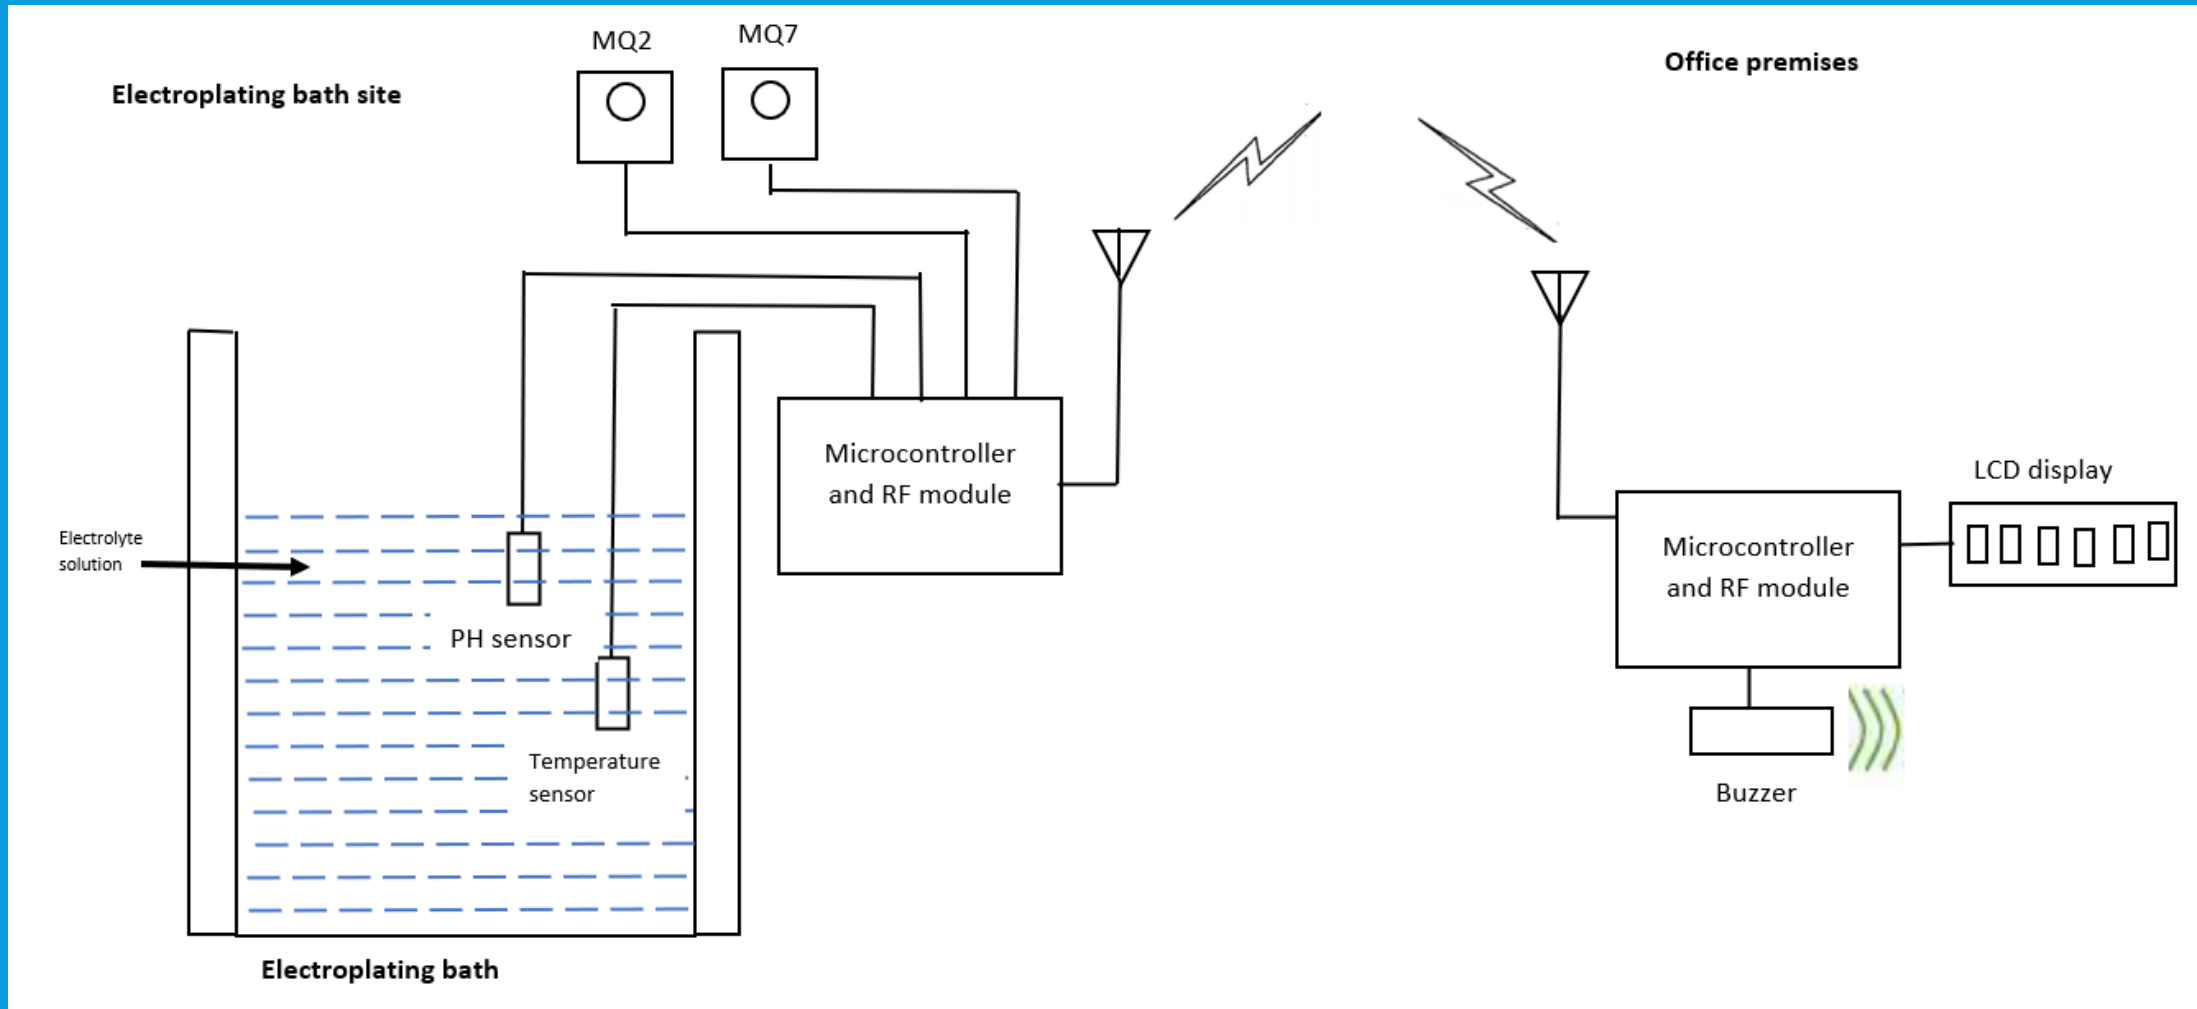 MQ2
MQ7
Electroplating bath site
Office premises
Microcontroller
and RF module
LCD display
Electrolyte
solution
Microcontroller
and RF module
PH sensor
Temperature
sensor
Buzzer
Electroplating bath